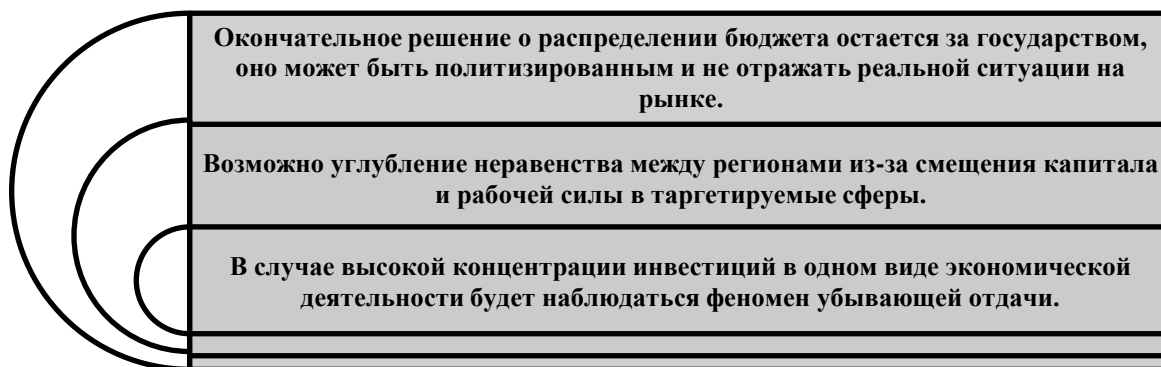 Окончательное решение о распределении бюджета остается за государством,
оно может быть политизированным и не отражать реальной ситуации на
рынке.
Возможно углубление неравенства между регионами из-за смещения капитала
и рабочей силы в таргетируемые сферы.
В случае высокой концентрации инвестиций в одном виде экономической
деятельности будет наблюдаться феномен убывающей отдачи.